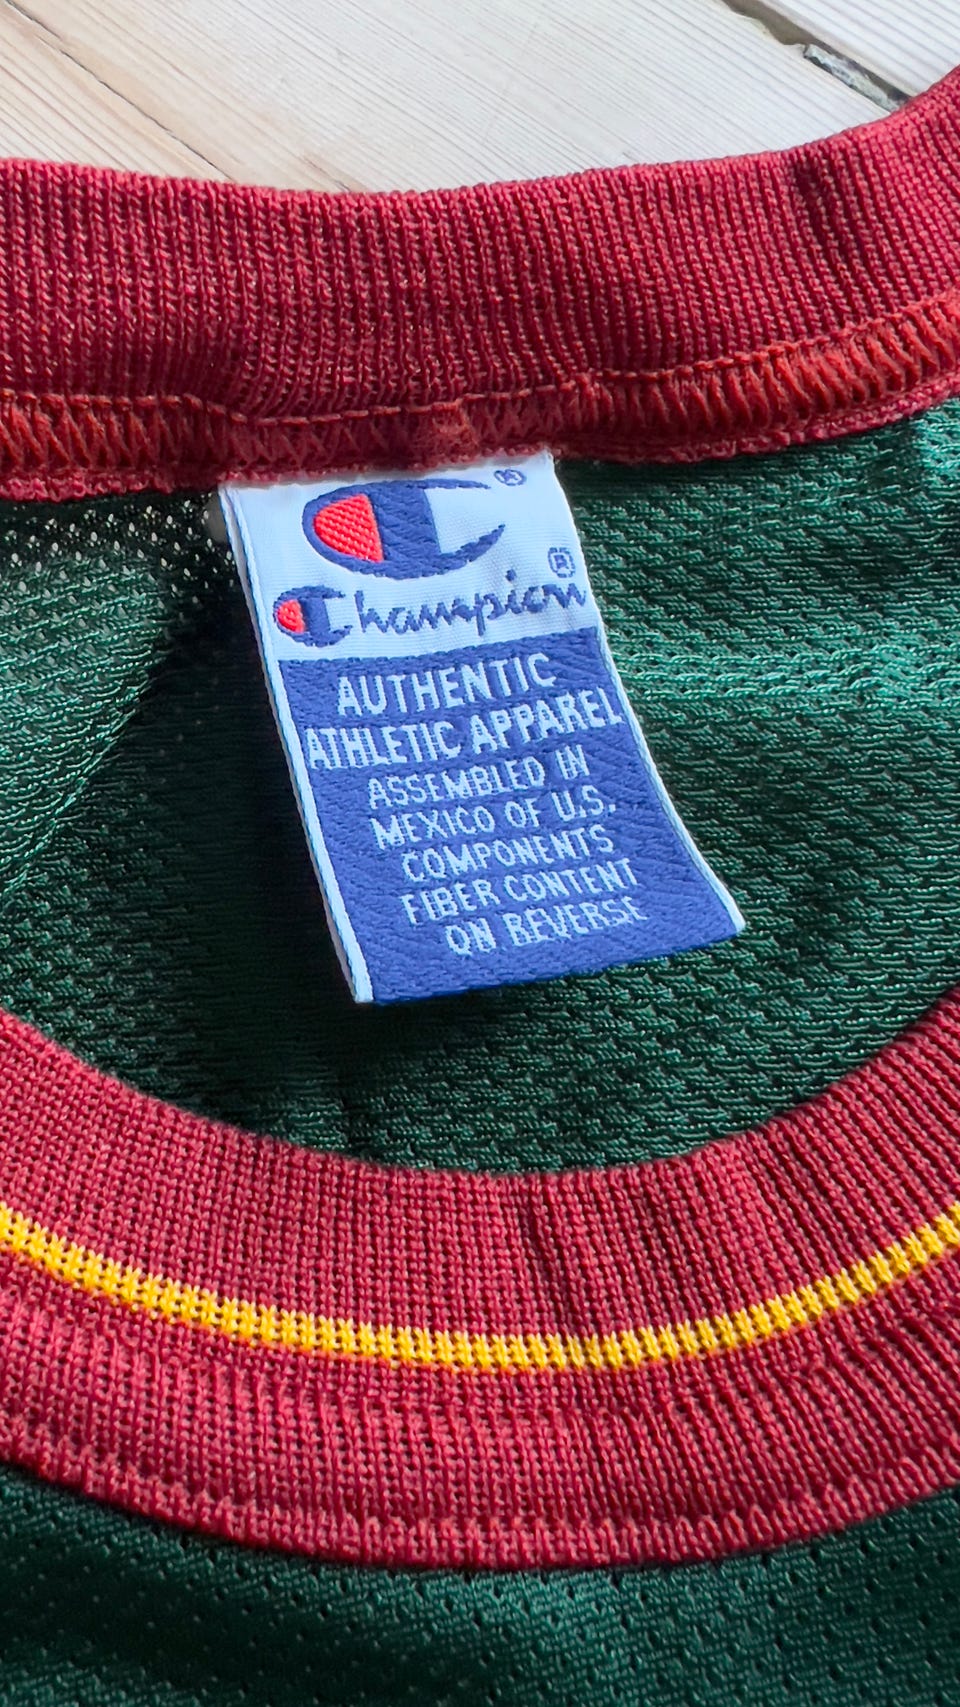 ®
Champion®
AUTHENTIC
ATHLETIC APPAREL
ASSEMBLED IN
MEXICO OF U.S.
COMPONENTS
FIBER CONTENT
ON REVERSE